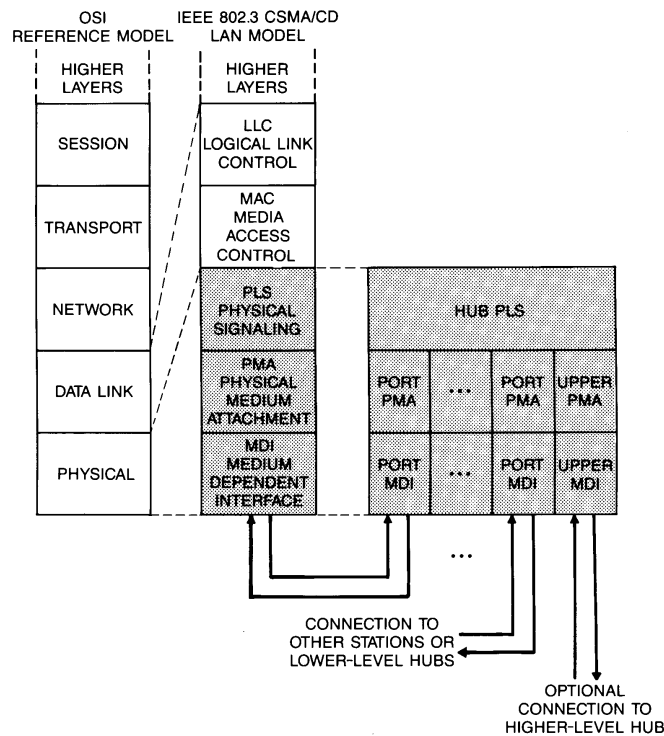 OSI
REFERENCE MODEL
IEEE 802.3 CSMA/CD
LAN MODEL
HIGHER
LAYERS
SESSION
TRANSPORT
NETWORK
DATA LINK
PHYSICAL
HIGHER
LAYERS
LLC
LOGICAL LINK
CONTROL
MAC
MEDIA
ACCESS
CONTROL
PLS
PHYSICAL
SIGNALING
PMA
PHYSICAL
MEDIUM
ATTACHMENT
MDI
MEDIUM
DEPENDENT
INTERFACE
HUB PLS
PORT
PMA
...
PORT
PMA
UPPER
PMA
PORT
MDI
...
PORT
MDI
UPPER
MDI
...
CONNECTION TO
OTHER STATIONS OR
LOWER-LEVEL HUBS
OPTIONAL
CONNECTION TO
HIGHER-LEVEL HUB